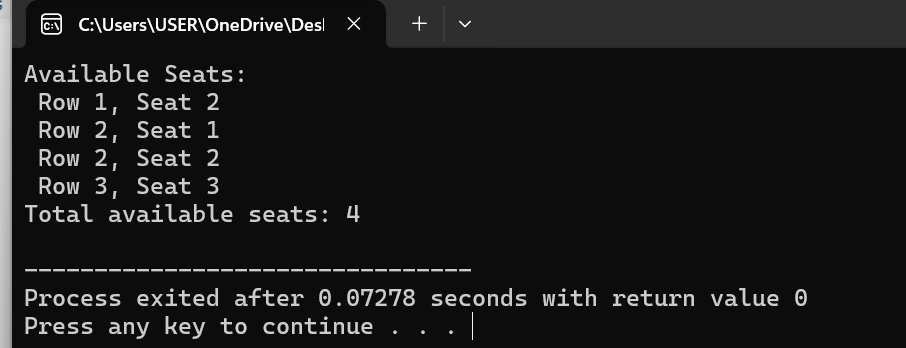 C:\Users\USER\OneDrive\Desl
Available Seats:
 Row 1, Seat 2
 Row 2, Seat 1
 Row 2, Seat 2
 Row 3, Seat 3
Total available seats: 4
--------------------------------
Process exited after 0.07278 seconds with return value 0
Press any key to continue . . .